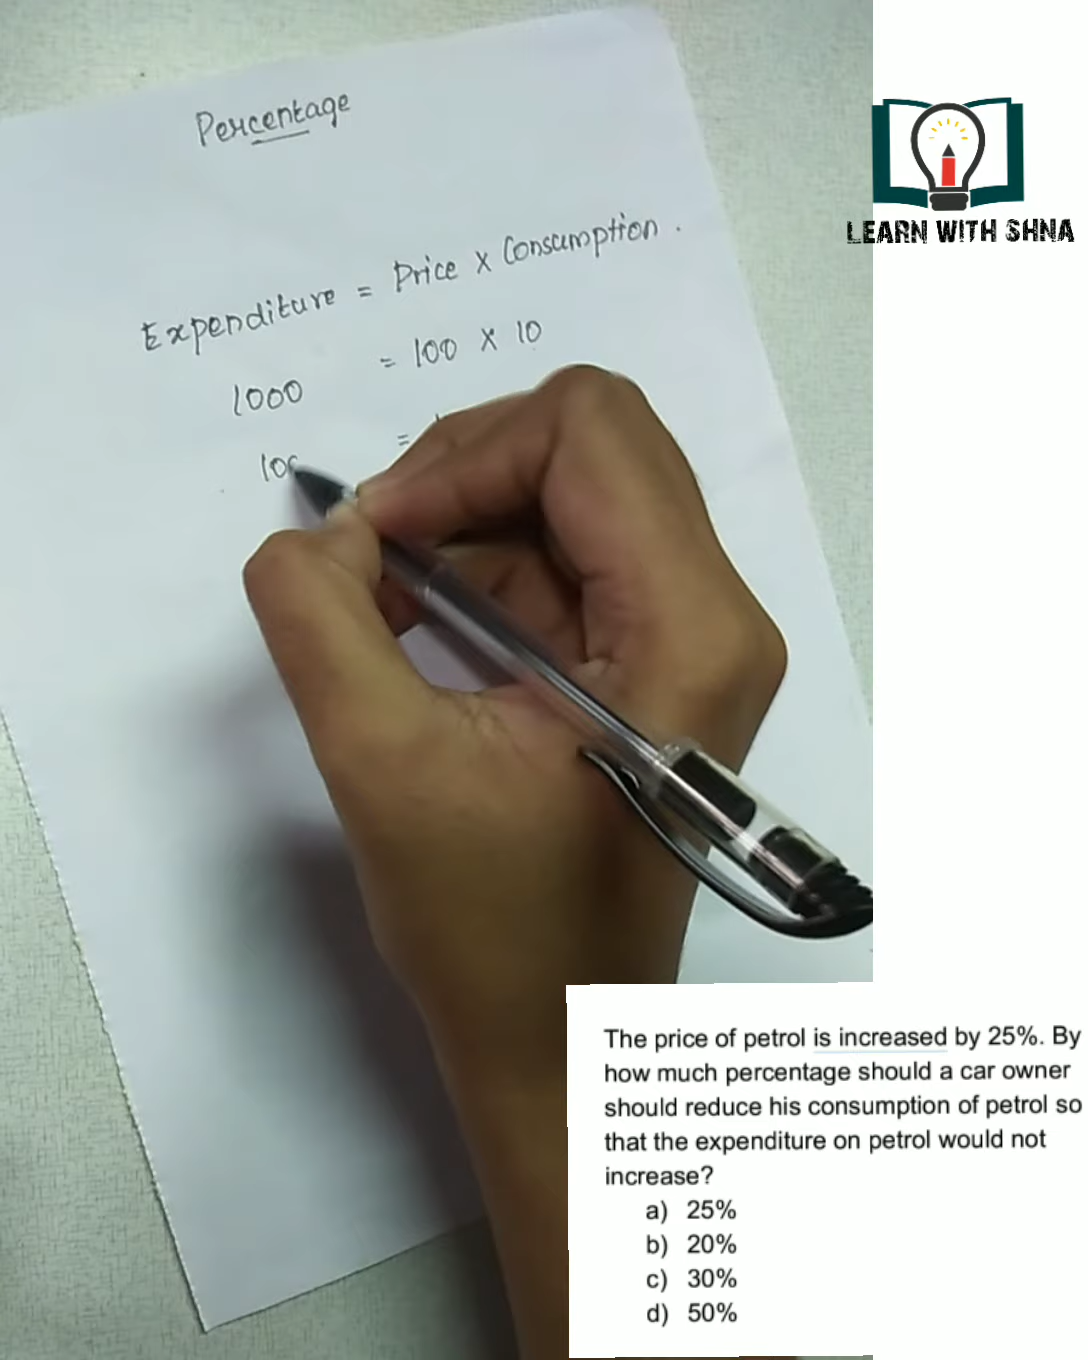 Percentage
Expenditure = Price x Consumption.
1000 = 100 x 10
=
LEARN WITH SHNA
The price of petrol is increased by 25%. By
how much percentage should a car owner
should reduce his consumption of petrol so
that the expenditure on petrol would not
increase?
a) 25%
b) 20%
c) 30%
d) 50%